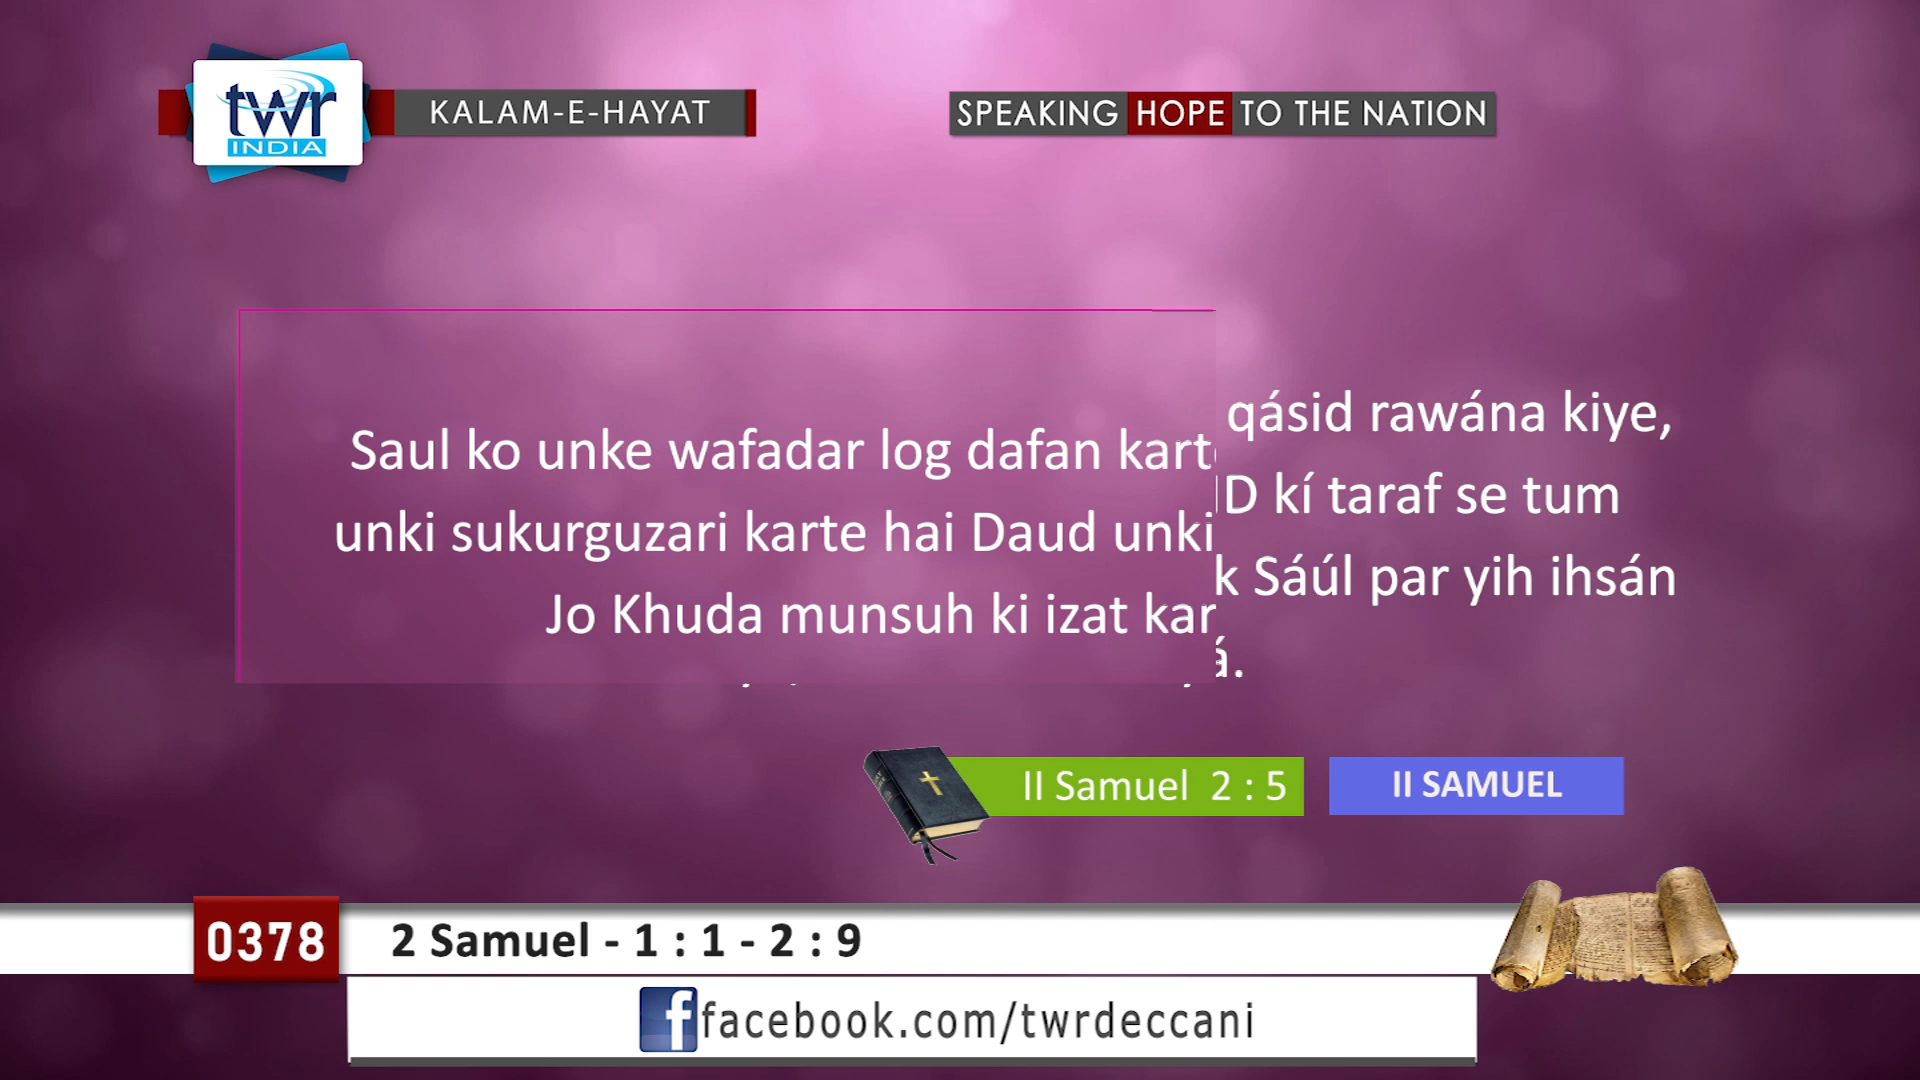 twr
INDIA
KALAM-E-HAYAT
SPEAKING HOPE TO THE NATION
qásid rawána kiye,
Saul ko unke wafadar log dafan
kí taraf se tum
unki sukurguzari karte hai Daud unki
Sáúl par yih ihsán
Jo Khuda munsuh ki izat
II Samuel 2 : 5
II SAMUEL
0378
2 Samuel - 1 : 1 - 2 : 9
facebook.com/twrdeccani